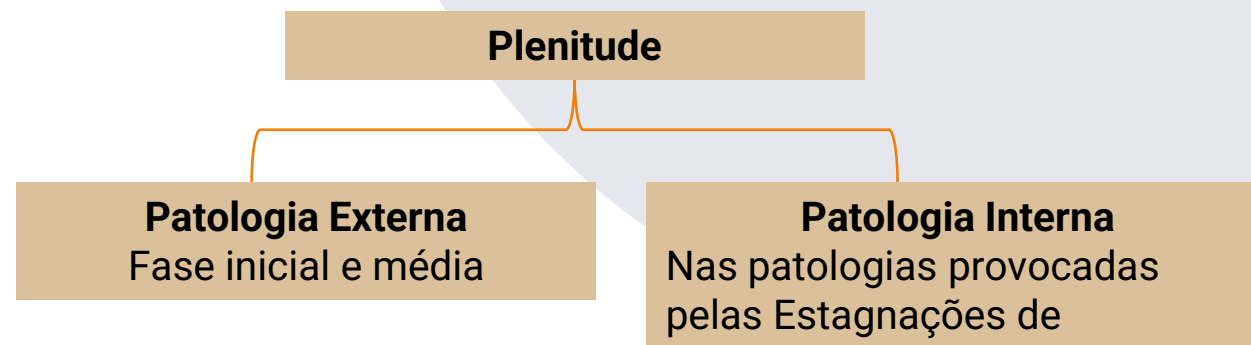 Plenitude
Patologia Externa
Fase inicial e média
Patologia Interna
Nas patologias provocadas
pelas Estagnações de